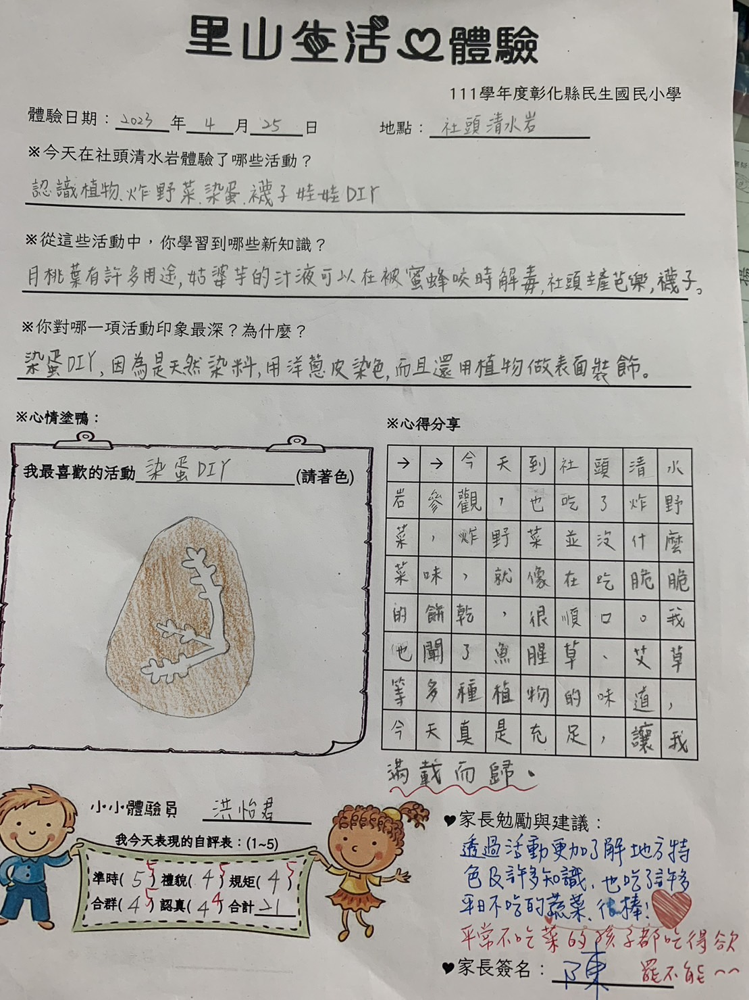 里山生活心體驗
111學年度彰化縣民生國民小學
體驗日期：2023年4月25日 地點：社頭清水岩
※今天在社頭清水岩體驗了哪些活動？
認識植物、炸野菜、染蛋、襪子娃娃DIY
※從這些活動中，你學習到哪些新知識？
月桃葉有許多用途,姑婆芋的汁液可以在被蜜蜂咬時解毒,社頭主產芭樂,襪子。
※你對哪一項活動印象最深？為什麼？
染蛋DIY,因為是天然染料,用洋蔥皮染色,而且還用植物做表面裝飾。
※心情塗鴨：
我最喜歡的活動染蛋DIY(請著色)
※心得分享
→→今天到社頭清水
岩參觀，也吃了炸野
菜，炸野菜並沒什麼
菜味，就像在吃脆脆
的餅乾，很順口。我
也聞了魚腥草、艾草
等多種植物的味道，
今天真是充足，讓我
滿載而歸。
小小體驗員 洪怡君
我今天表現的自評表：(1~5)
準時(5) 5 禮貌(4) 5 規矩(4) 5
合群(4) 5 認真(4) 4 合計21
♥家長勉勵與建議：
透過活動更加了解地方特
色及許多知識，也吃了許多
平日不吃的蔬菜，很棒！
平常不吃菜的孩子都吃得欲
罷不能~~
♥家長簽名：陳